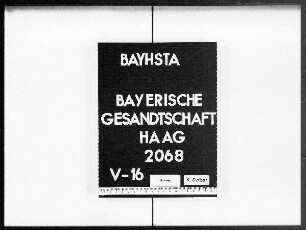 BAYHSTA
BAYERISCHE
GESANDTSCHAFT
HAAG
2068
V-16